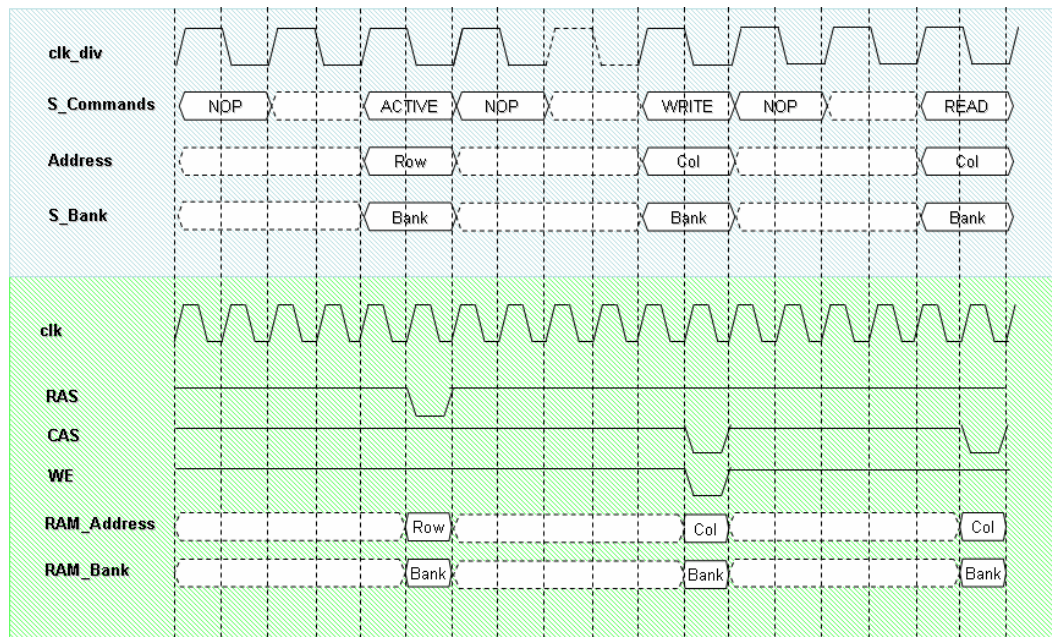 clk_div
S_Commands NOP ACTIVE NOP WRITE NOP READ
Address Row Col Col
S_Bank Bank Bank Bank
clk
RAS
CAS
WE
RAM_Address Row Col Col
RAM_Bank Bank Bank Bank